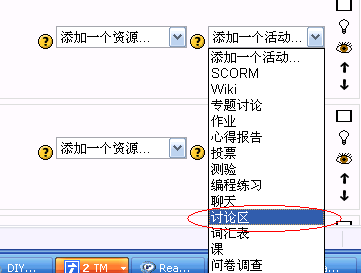 添加一个资源... 添加一个活动...
添加一个活动...
SCORM
Wiki
专题讨论
作业
心得报告
添加一个资源...
投票
测验
编程练习
聊天
讨论区
词汇表
课
问卷调查
DIY... 2 TM Rea...